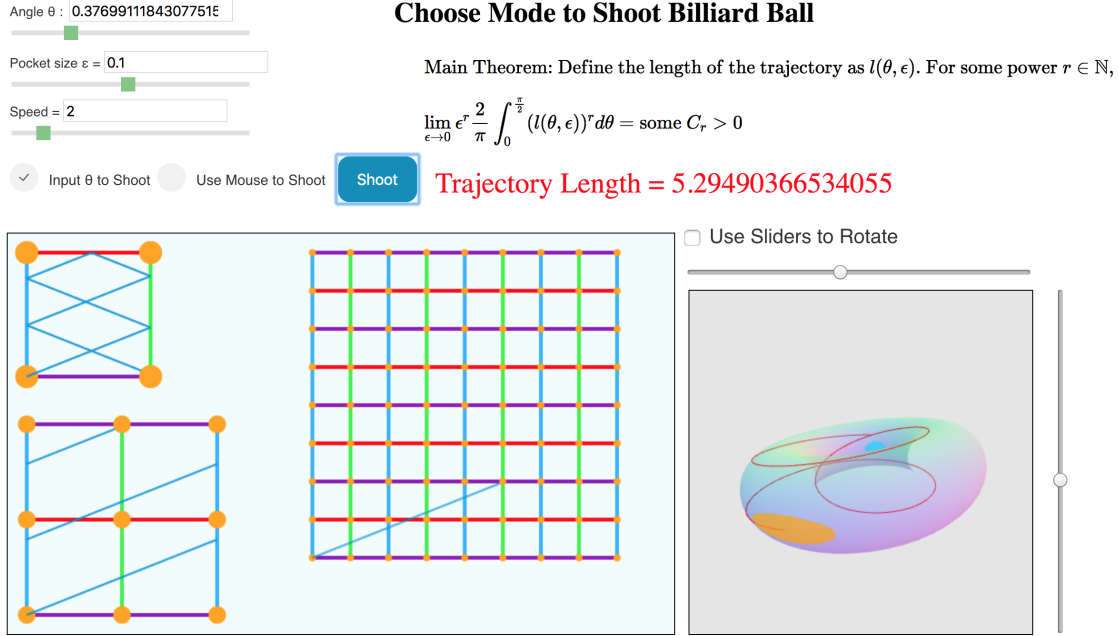 Angle θ : 0.37699111843077515
Choose Mode to Shoot Billiard Ball
Pocket size ε = 0.1
Main Theorem: Define the length of the trajectory as l(θ, ϵ). For some power r ∈ ℕ,
Speed = 2
lim_{ϵ→0} ϵ^r 2/π ∫_0^{π/2} (l(θ, ϵ))^r dθ = some C_r > 0
Input θ to Shoot
Use Mouse to Shoot
Shoot
Trajectory Length = 5.29490366534055
Use Sliders to Rotate